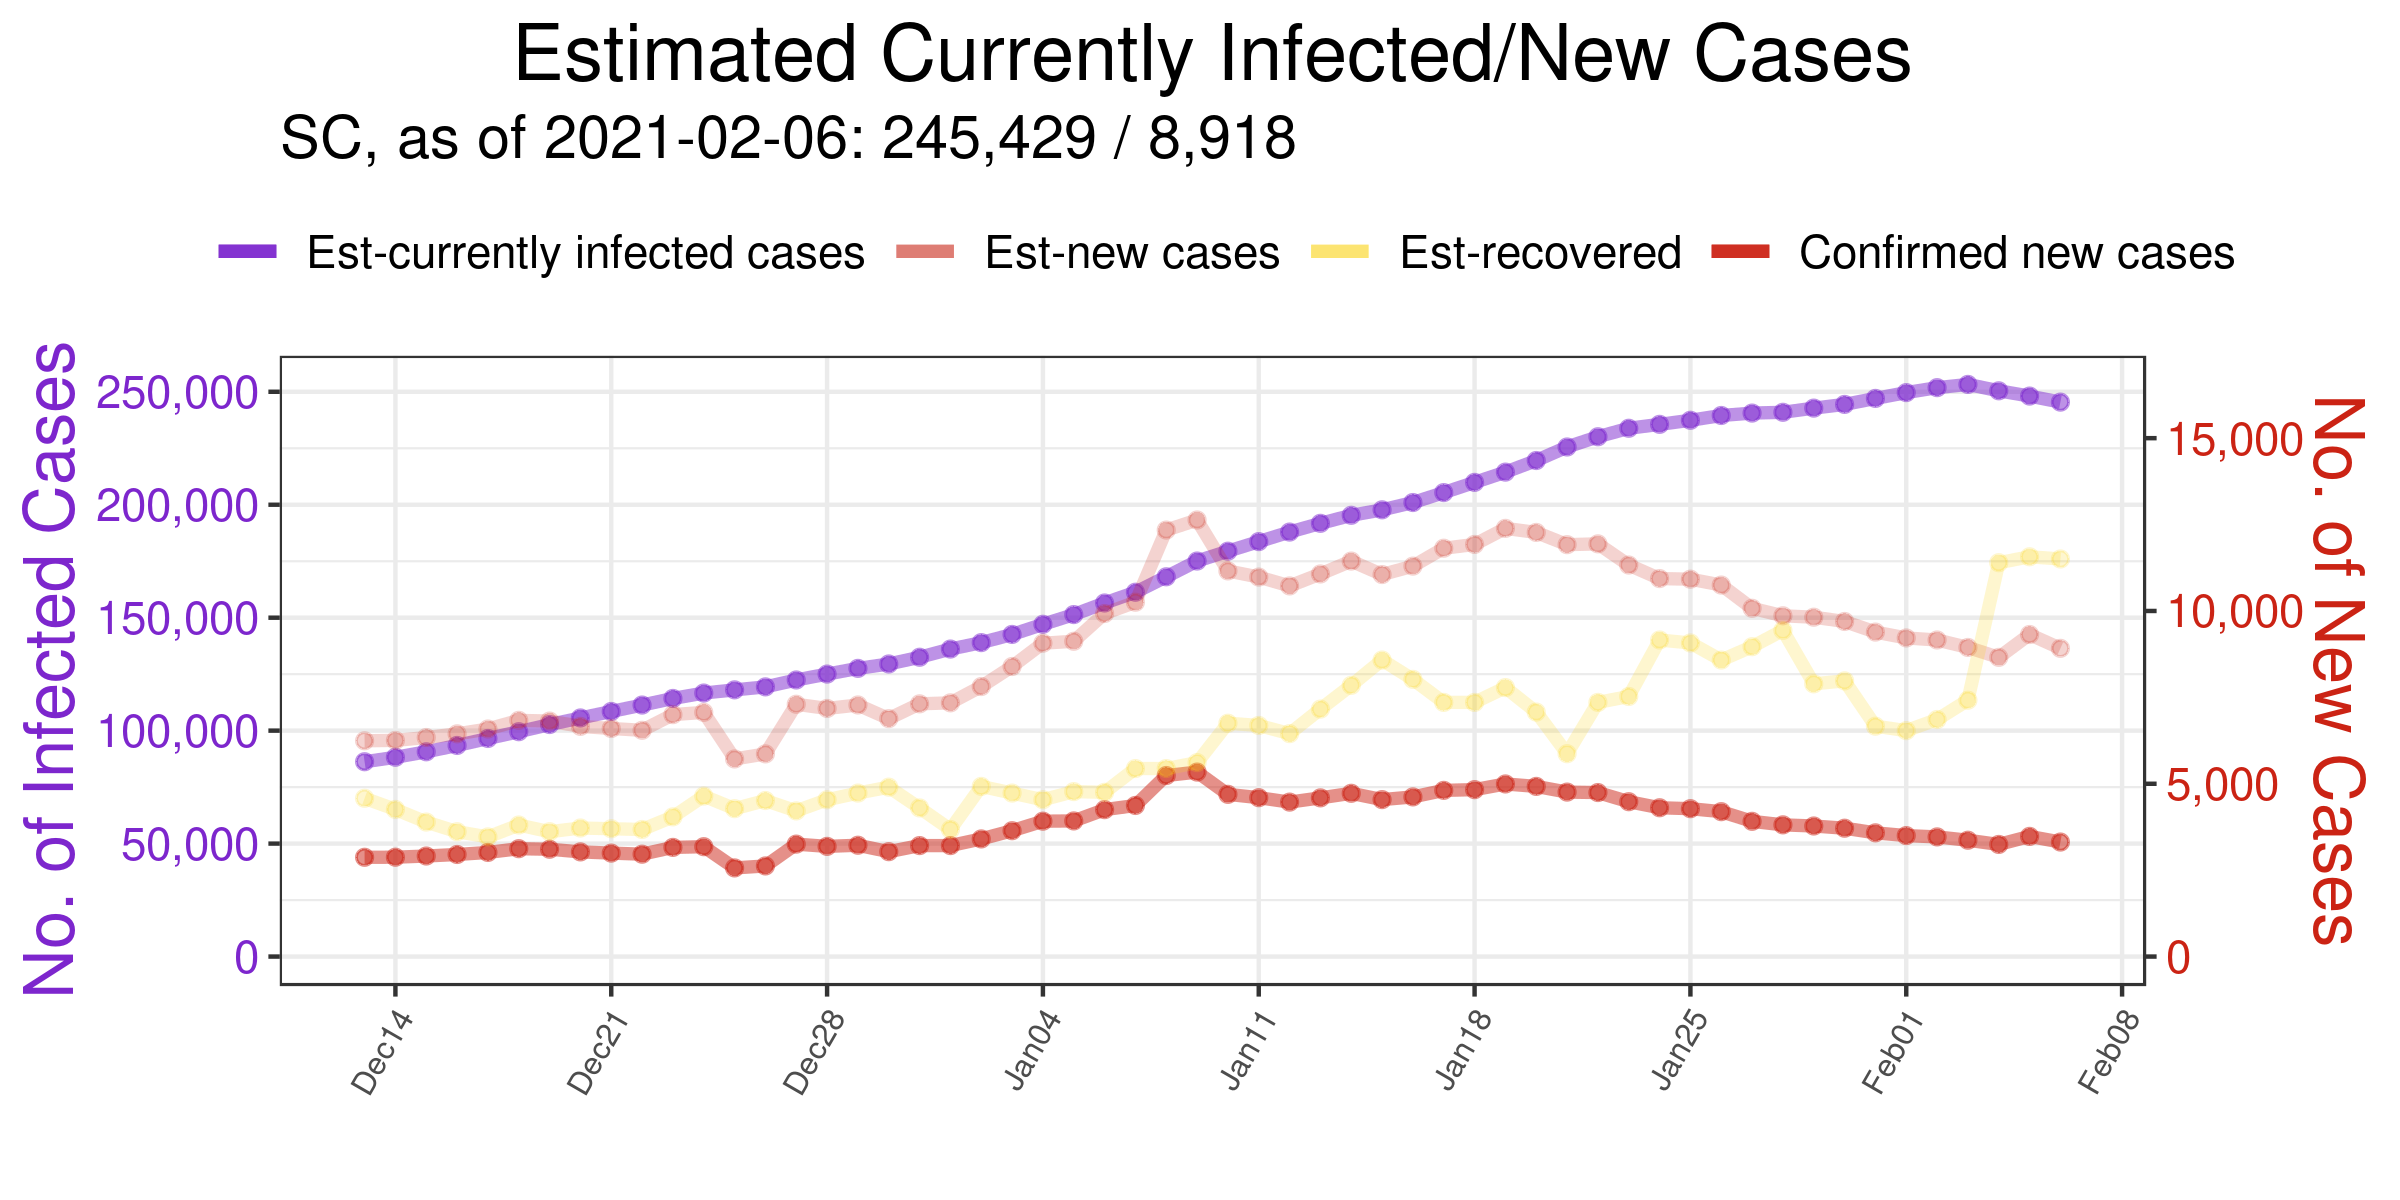 Estimated Currently Infected/New Cases
SC, as of 2021-02-06: 245,429 / 8,918
Est-currently infected cases Est-new cases Est-recovered Confirmed new cases
No. of Infected Cases
250,000
200,000
150,000
100,000
50,000
0
15,000
10,000
5,000
0
No. of New Cases
Dec14 Dec21 Dec28 Jan04 Jan11 Jan18 Jan25 Feb01 Feb08